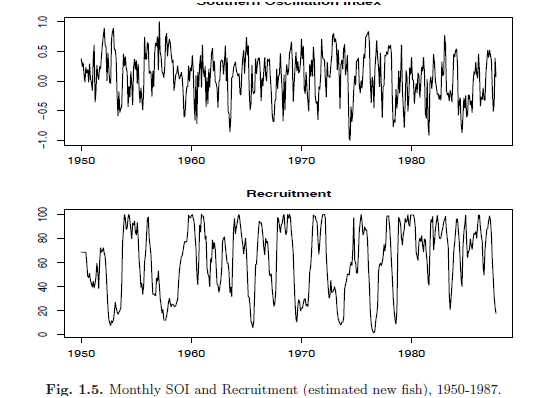 Southern Oscillation Index
1.0
0.5
0.0
−0.5
−1.0
1950 1960 1970 1980
Recruitment
100
80
60
40
20
0
1950 1960 1970 1980
Fig. 1.5. Monthly SOI and Recruitment (estimated new fish), 1950-1987.